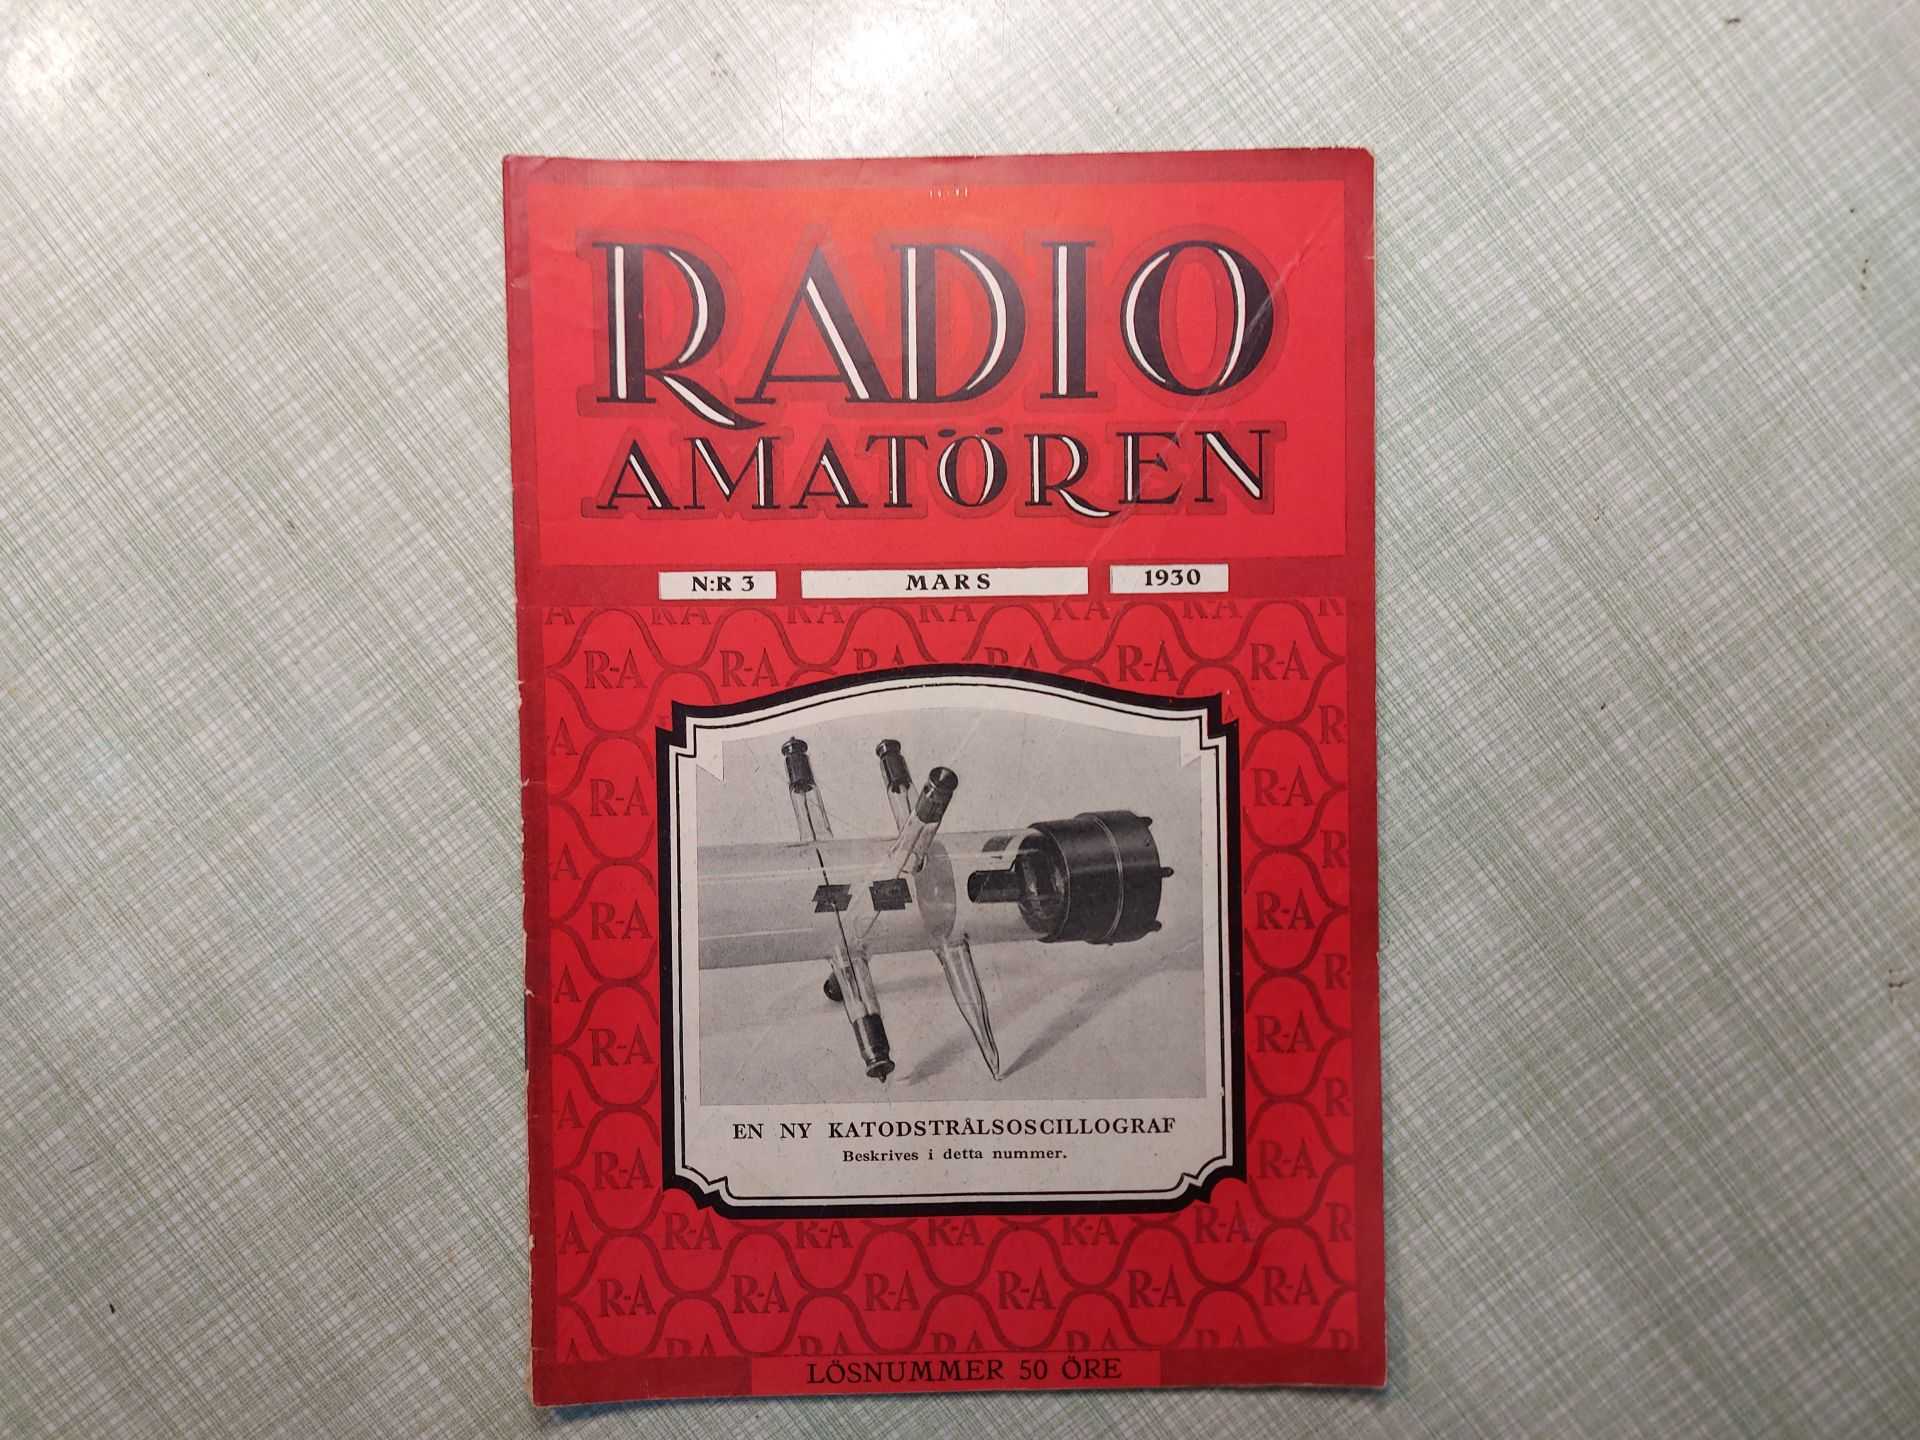 RADIO
AMATÖREN
N:R 3 MARS 1930
R-A R-A R-A R-A R-A R-A
EN NY KATODSTRÅLSOSCILLOGRAF
Beskrives i detta nummer.
R-A R-A R-A R-A R-A
R-A R-A R-A R-A R-A R-A
LÖSNUMMER 50 ÖRE